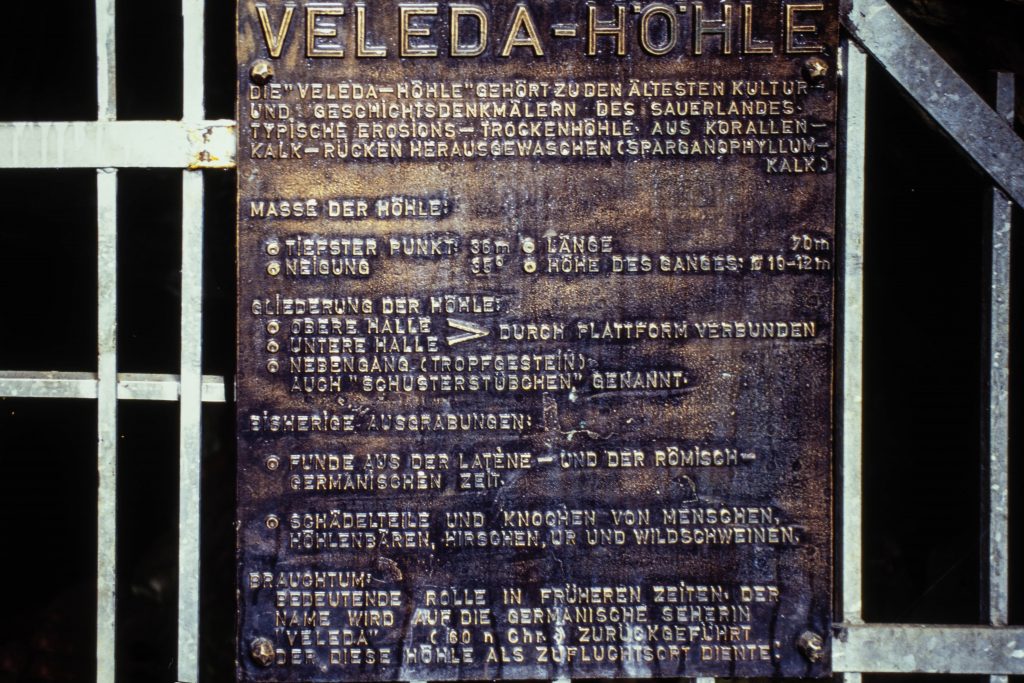 VELEDA-HÖHLE
DIE "VELEDA-HÖHLE" GEHÖRT ZU DEN ÄLTESTEN KULTUR-
UND GESCHICHTSDENKMÄLERN DES SAUERLANDES.
TYPISCHE EROSIONS-TROCKENHÖHLE. AUS KORALLEN-
KALK-RÜCKEN HERAUSGEWASCHEN (SPARGANOPHYLLUM-
KALK)
MASSE DER HÖHLE:
TIEFSTER PUNKT: 36m LÄNGE 70m
NEIGUNG 35° HÖHE DES GANGES: Ø 10-12m
GLIEDERUNG DER HÖHLE:
OBERE HALLE
UNTERE HALLE > DURCH PLATTFORM VERBUNDEN
NEBENGANG (TROPFGESTEIN)
AUCH "SCHUSTERSTÜBCHEN" GENANNT.
BISHERIGE AUSGRABUNGEN:
FUNDE AUS DER LATÈNE- UND DER RÖMISCH-
GERMANISCHEN ZEIT.
SCHÄDELTEILE UND KNOCHEN VON MENSCHEN,
HÖHLENBÄREN, HIRSCHEN, UR UND WILDSCHWEINEN.
BRAUCHTUM:
BEDEUTENDE ROLLE IN FRÜHEREN ZEITEN. DER
NAME WIRD AUF DIE GERMANISCHE SEHERIN
"VELEDA" (60 n Chr.) ZURÜCKGEFÜHRT
DER DIESE HÖHLE ALS ZUFLUCHTSORT DIENTE.